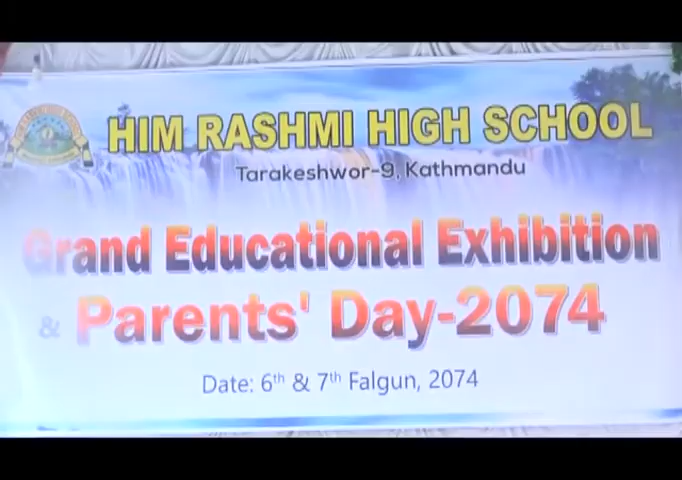 HIM RASHMI HIGH SCHOOL
Tarakeshwor-9, Kathmandu
Grand Educational Exhibition
& Parents' Day-2074
Date: 6th & 7th Falgun, 2074